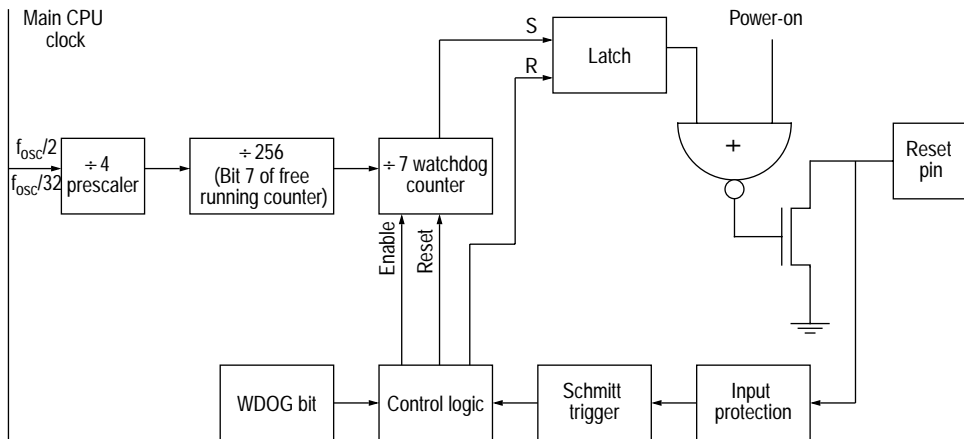 Main CPU
clock
S
R
Latch
Power-on
fosc/2
fosc/32
÷ 4
prescaler
÷ 256
(Bit 7 of free
running counter)
÷ 7 watchdog
counter
+
Reset
pin
Enable
Reset
WDOG bit
Control logic
Schmitt
trigger
Input
protection